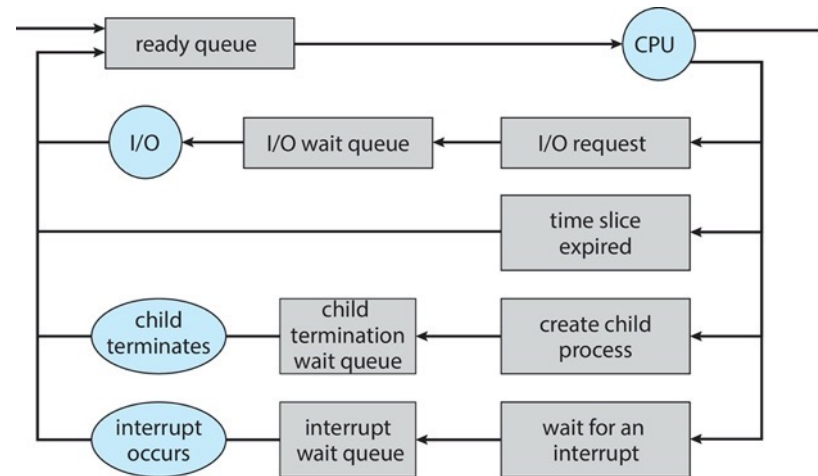 ready queue
CPU
I/O
I/O wait queue
I/O request
time slice
expired
child
terminates
child
termination
wait queue
create child
process
interrupt
occurs
interrupt
wait queue
wait for an
interrupt